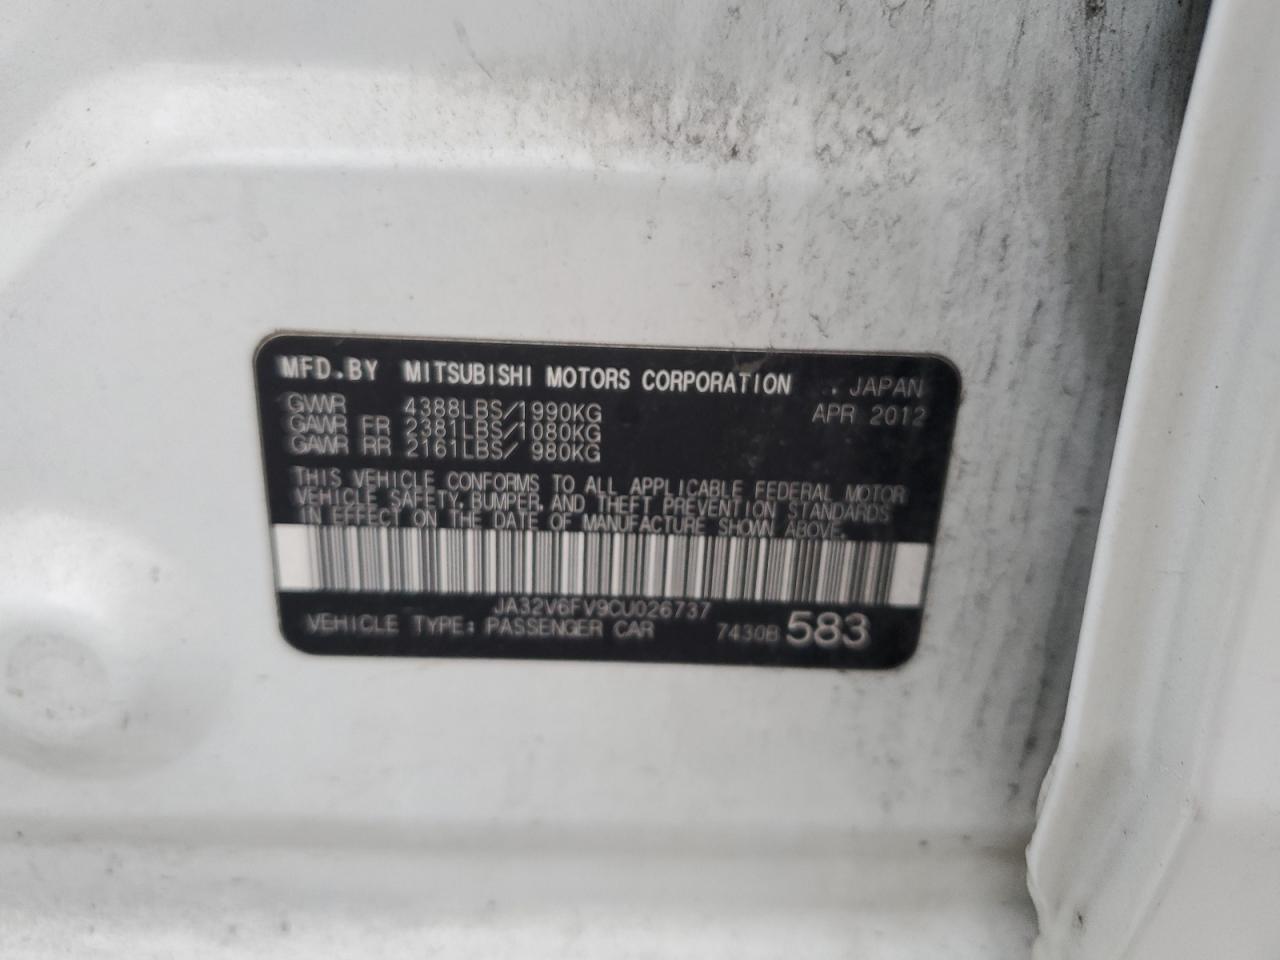 MFD.BY MITSUBISHI MOTORS CORPORATION JAPAN
GVWR 4388LBS/1990KG APR 2012
GAWR FR 2381LBS/1080KG
GAWR RR 2161LBS/ 980KG
THIS VEHICLE CONFORMS TO ALL APPLICABLE FEDERAL MOTOR
VEHICLE SAFETY, BUMPER, AND THEFT PREVENTION STANDARDS
IN EFFECT ON THE DATE OF MANUFACTURE SHOWN ABOVE.
JA32V6FV9CU026737
VEHICLE TYPE: PASSENGER CAR 7430B 583